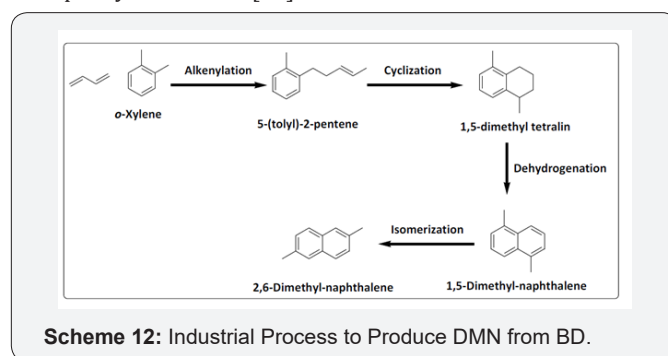 Alkenylation
Cyclization
o-Xylene
5-(tolyl)-2-pentene
1,5-dimethyl tetralin
Dehydrogenation
Isomerization
2,6-Dimethyl-naphthalene
1,5-Dimethyl-naphthalene
Scheme 12: Industrial Process to Produce DMN from BD.